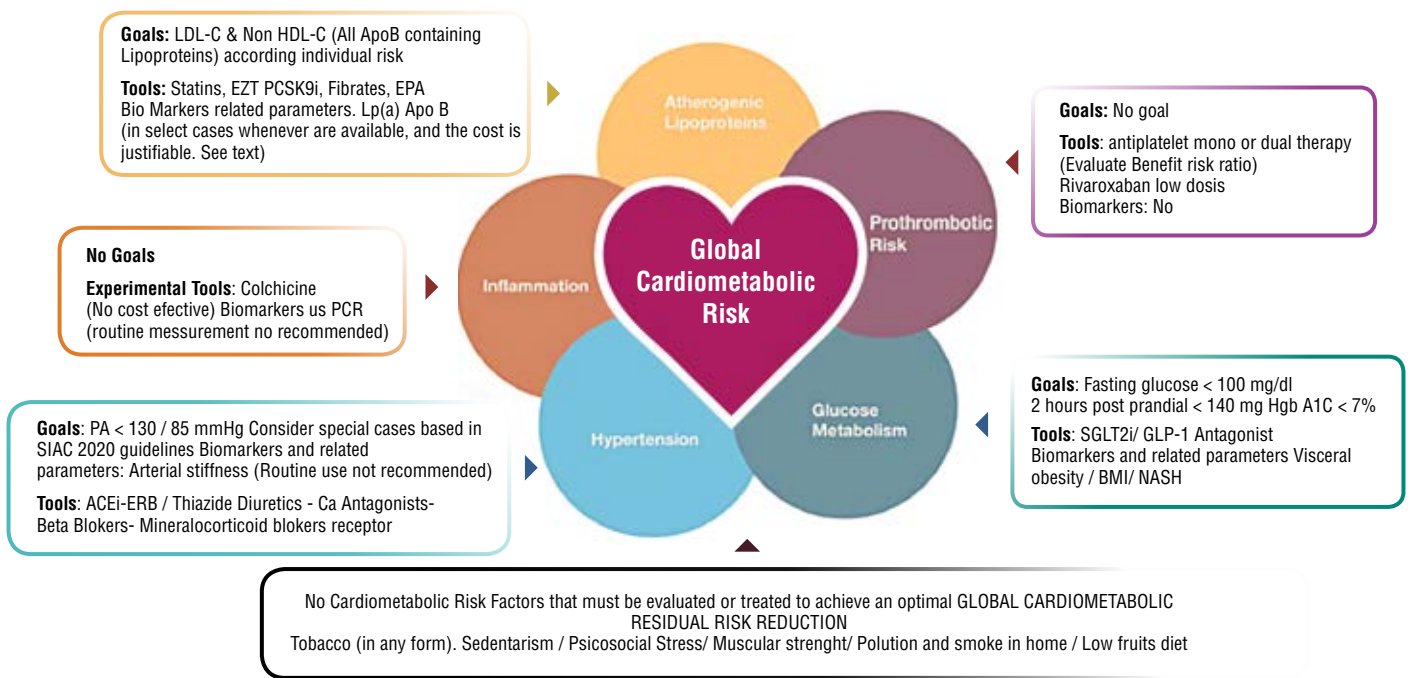 Goals: LDL-C & Non HDL-C (All ApoB containing
Lipoproteins) according individual risk
Tools: Statins, EZT PCSK9i, Fibrates, EPA
Bio Markers related parameters. Lp(a) Apo B
(in select cases whenever are available, and the cost is
justifiable. See text)
Atherogenic
Lipoproteins
Goals: No goal
Tools: antiplatelet mono or dual therapy
(Evaluate Benefit risk ratio)
Rivaroxaban low dosis
Biomarkers: No
Prothrombotic
Risk
No Goals
Experimental Tools: Colchicine
(No cost efective) Biomarkers us PCR
(routine messurement no recommended)
Inflammation
Global
Cardiometabolic
Risk
Goals: Fasting glucose < 100 mg/dl
2 hours post prandial < 140 mg Hgb A1C < 7%
Tools: SGLT2i/ GLP-1 Antagonist
Biomarkers and related parameters Visceral
obesity / BMI/ NASH
Glucose
Metabolism
Goals: PA < 130 / 85 mmHg Consider special cases based in
SIAC 2020 guidelines Biomarkers and related
parameters: Arterial stiffness (Routine use not recommended)
Tools: ACEi-ERB / Thiazide Diuretics - Ca Antagonists-
Beta Blokers- Mineralocorticoid blokers receptor
Hypertension
No Cardiometabolic Risk Factors that must be evaluated or treated to achieve an optimal GLOBAL CARDIOMETABOLIC
RESIDUAL RISK REDUCTION
Tobacco (in any form). Sedentarism / Psicosocial Stress/ Muscular strenght/ Polution and smoke in home / Low fruits diet